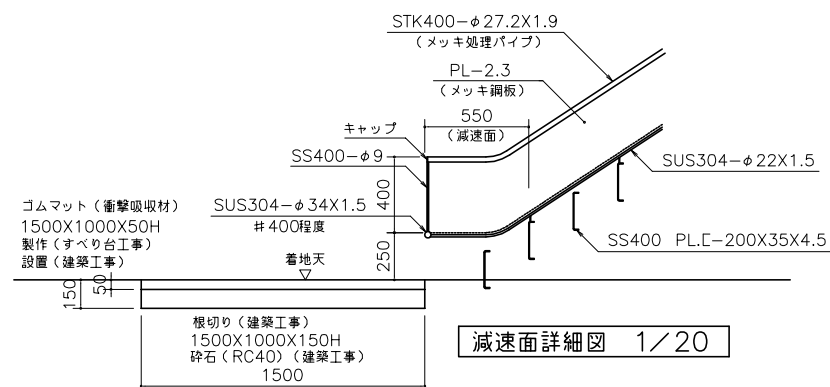 STK400-φ27.2X1.9
(メッキ処理パイプ)
PL-2.3
(メッキ鋼板)
550
(減速面)
キャップ
SS400-φ9
400
SUS304-φ22X1.5
SUS304-φ34X1.5
#400程度
250
SS400 PL.[-200X35X4.5
ゴムマット(衝撃吸収材)
1500X1000X50H
製作(すべり台工事)
設置(建築工事)
着地天
150
50
根切り(建築工事)
1500X1000X150H
砕石(RC40)(建築工事)
1500
減速面詳細図 1/20